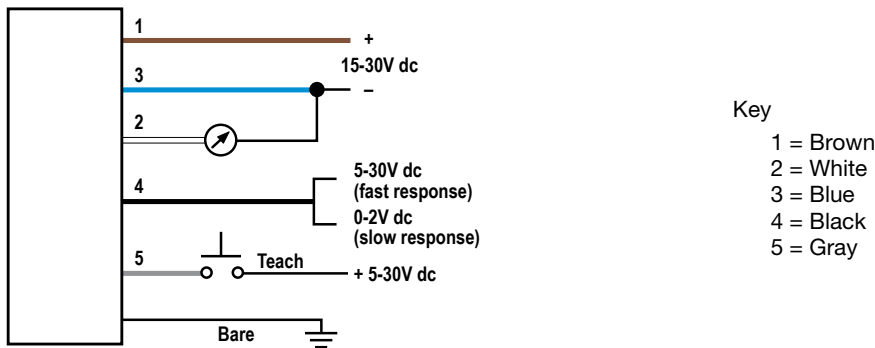 1
+
15-30V dc
3
–
2
4
5-30V dc
(fast response)
0-2V dc
(slow response)
5
Teach
+ 5-30V dc
Bare
Key
1 = Brown
2 = White
3 = Blue
4 = Black
5 = Gray